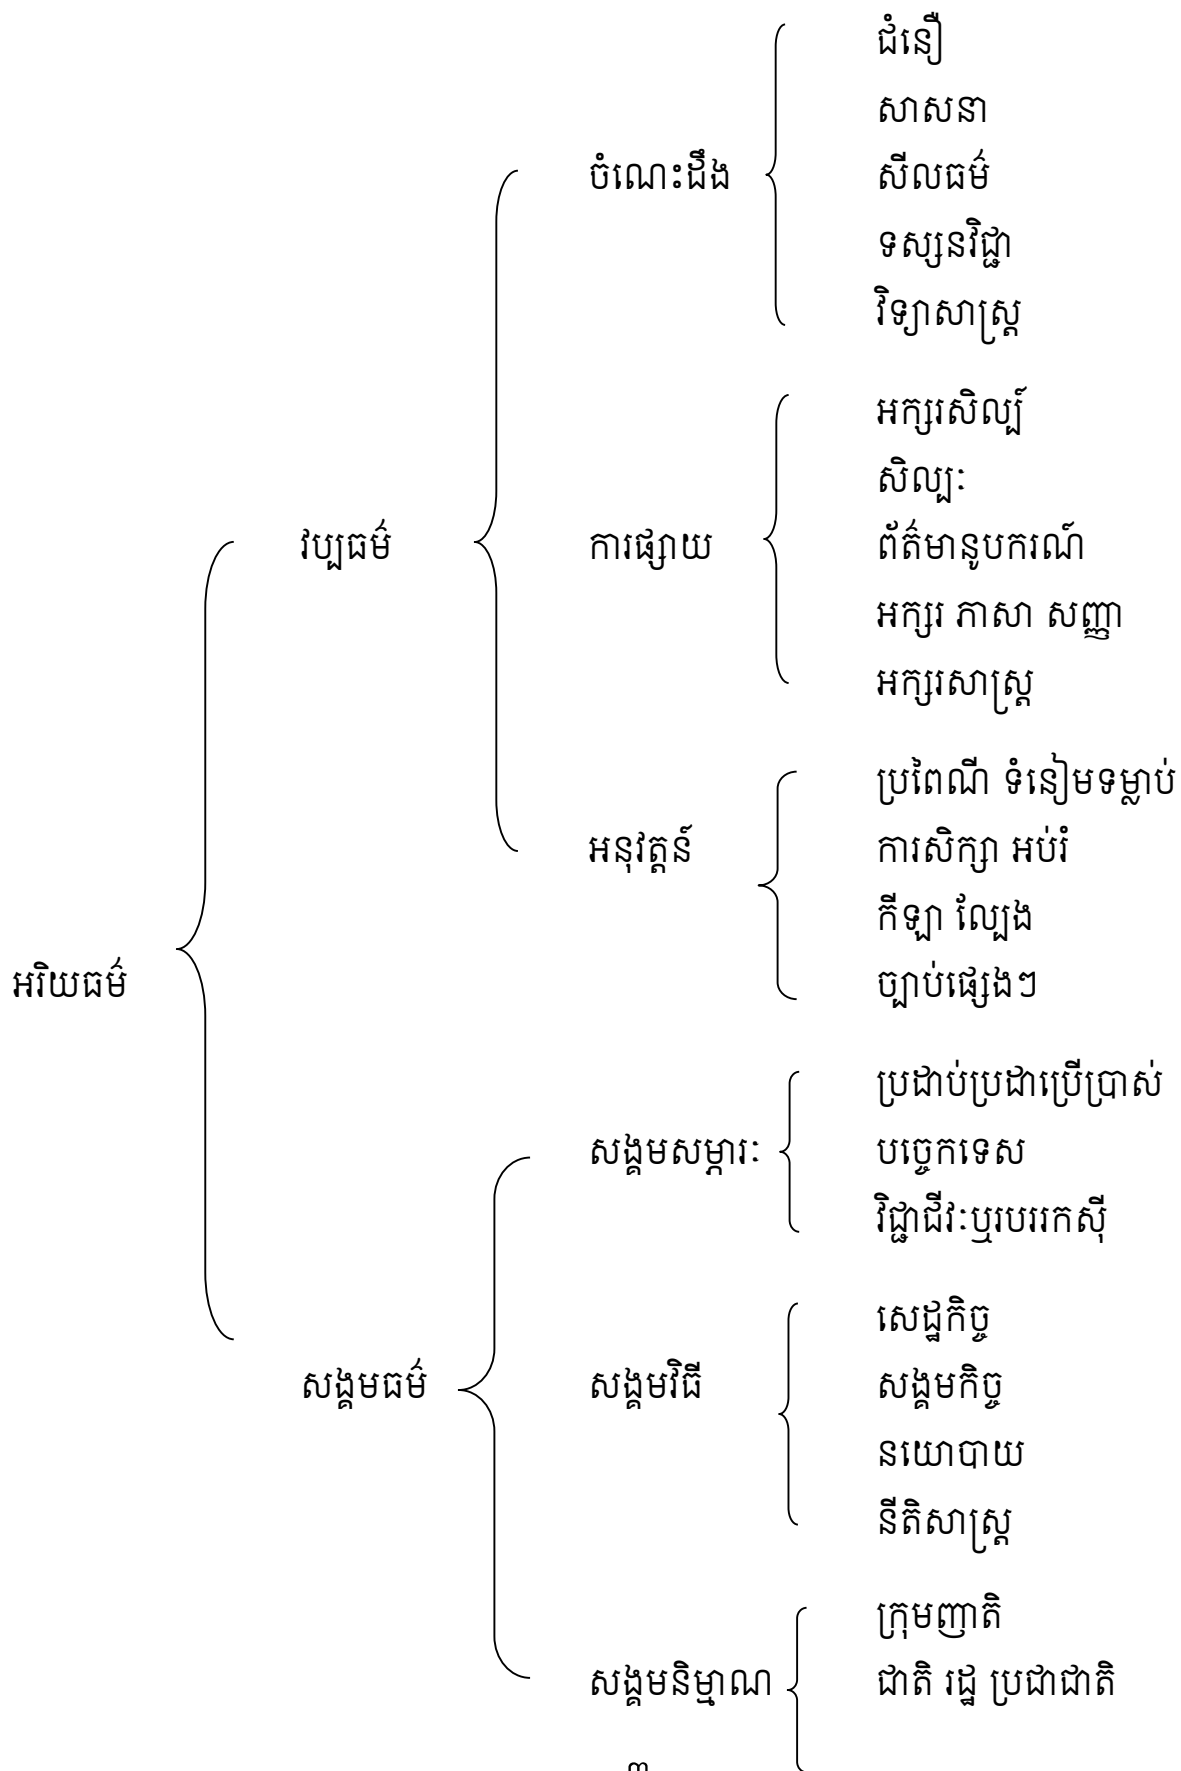 ជំនឿ
សាសនា
ចំណេះដឹង
សីលធម៌
ទស្សនវិជ្ជា
វិទ្យាសាស្ត្រ
អក្សរសិល្ប៍
សិល្បៈ
វប្បធម៌
ការផ្សាយ
ព័ត៌មានូបករណ៍
អក្សរ ភាសា សញ្ញា
អក្សរសាស្ត្រ
ប្រពៃណី ទំនៀមទម្លាប់
អនុវត្តន៍
ការសិក្សា អប់រំ
កីឡា ល្បែង
អរិយធម៌
ច្បាប់ផ្សេងៗ
ប្រដាប់ប្រដាប្រើប្រាស់
សង្គមសម្ភារៈ
បច្ចេកទេស
វិជ្ជាជីវៈឬរបររកស៊ី
សេដ្ឋកិច្ច
សង្គមធម៌
សង្គមវិធី
សង្គមកិច្ច
នយោបាយ
នីតិសាស្ត្រ
ក្រុមញាតិ
សង្គមនិម្មាណ
ជាតិ រដ្ឋ ប្រជាជាតិ